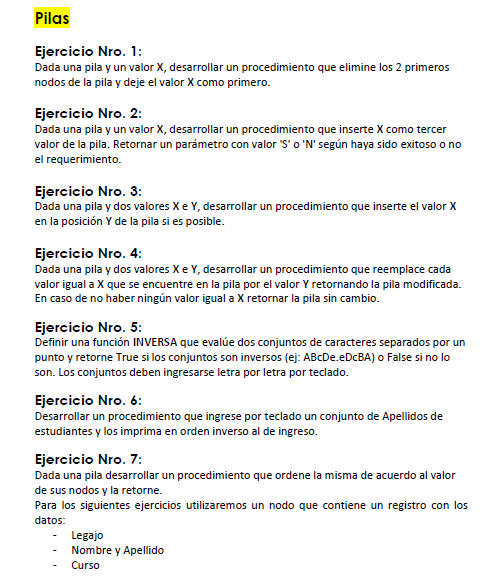 Pilas
Ejercicio Nro. 1:
Dada una pila y un valor X, desarrollar un procedimiento que elimine los 2 primeros
nodos de la pila y deje el valor X como primero.
Ejercicio Nro. 2:
Dada una pila y un valor X, desarrollar un procedimiento que inserte X como tercer
valor de la pila. Retornar un parámetro con valor 'S' o 'N' según haya sido exitoso o no
el requerimiento.
Ejercicio Nro. 3:
Dada una pila y dos valores X e Y, desarrollar un procedimiento que inserte el valor X
en la posición Y de la pila si es posible.
Ejercicio Nro. 4:
Dada una pila y dos valores X e Y, desarrollar un procedimiento que reemplace cada
valor igual a X que se encuentre en la pila por el valor Y retornando la pila modificada.
En caso de no haber ningún valor igual a X retornar la pila sin cambio.
Ejercicio Nro. 5:
Definir una función INVERSA que evalúe dos conjuntos de caracteres separados por un
punto y retorne True si los conjuntos son inversos (ej: ABcDe.eDcBA) o False si no lo
son. Los conjuntos deben ingresarse letra por letra por teclado.
Ejercicio Nro. 6:
Desarrollar un procedimiento que ingrese por teclado un conjunto de Apellidos de
estudiantes y los imprima en orden inverso al de ingreso.
Ejercicio Nro. 7:
Dada una pila desarrollar un procedimiento que ordene la misma de acuerdo al valor
de sus nodos y la retorne.
Para los siguientes ejercicios utilizaremos un nodo que contiene un registro con los
datos:
- Legajo
- Nombre y Apellido
- Curso